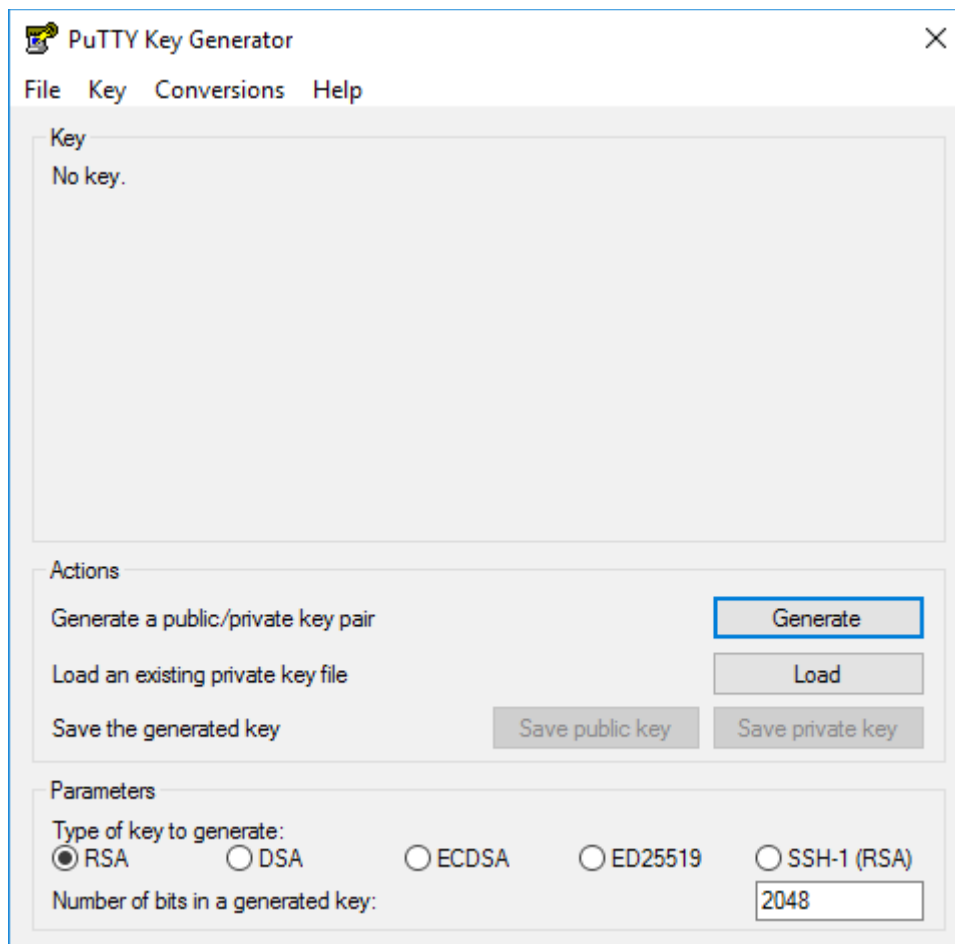 PuTTY Key Generator
File Key Conversions Help
Key
No key.
Actions
Generate a public/private key pair Generate
Load an existing private key file Load
Save the generated key Save public key Save private key
Parameters
Type of key to generate:
RSA DSA ECDSA ED25519 SSH-1 (RSA)
Number of bits in a generated key: 2048